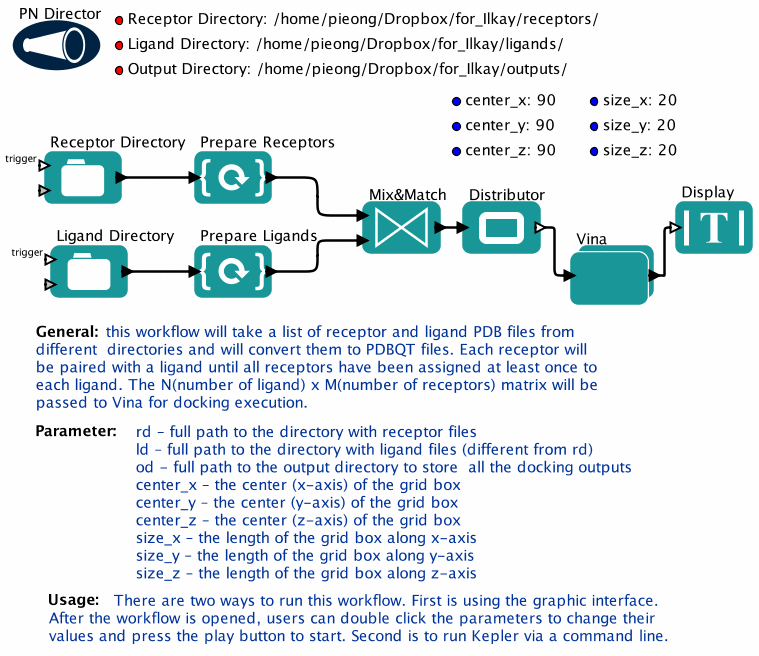 PN Director
Receptor Directory: /home/pieong/Dropbox/for_Ilkay/receptors/
Ligand Directory: /home/pieong/Dropbox/for_Ilkay/ligands/
Output Directory: /home/pieong/Dropbox/for_Ilkay/outputs/
center_x: 90 size_x: 20
center_y: 90 size_y: 20
center_z: 90 size_z: 20
Receptor Directory Prepare Receptors
trigger
Mix&Match Distributor Display
T
Ligand Directory Prepare Ligands
Vina
trigger
General: this workflow will take a list of receptor and ligand PDB files from
different directories and will convert them to PDBQT files. Each receptor will
be paired with a ligand until all receptors have been assigned at least once to
each ligand. The N(number of ligand) x M(number of receptors) matrix will be
passed to Vina for docking execution.
Parameter: rd - full path to the directory with receptor files
ld - full path to the directory with ligand files (different from rd)
od - full path to the output directory to store all the docking outputs
center_x - the center (x-axis) of the grid box
center_y - the center (y-axis) of the grid box
center_z - the center (z-axis) of the grid box
size_x - the length of the grid box along x-axis
size_y - the length of the grid box along y-axis
size_z - the length of the grid box along z-axis
Usage: There are two ways to run this workflow. First is using the graphic interface.
After the workflow is opened, users can double click the parameters to change their
values and press the play button to start. Second is to run Kepler via a command line.